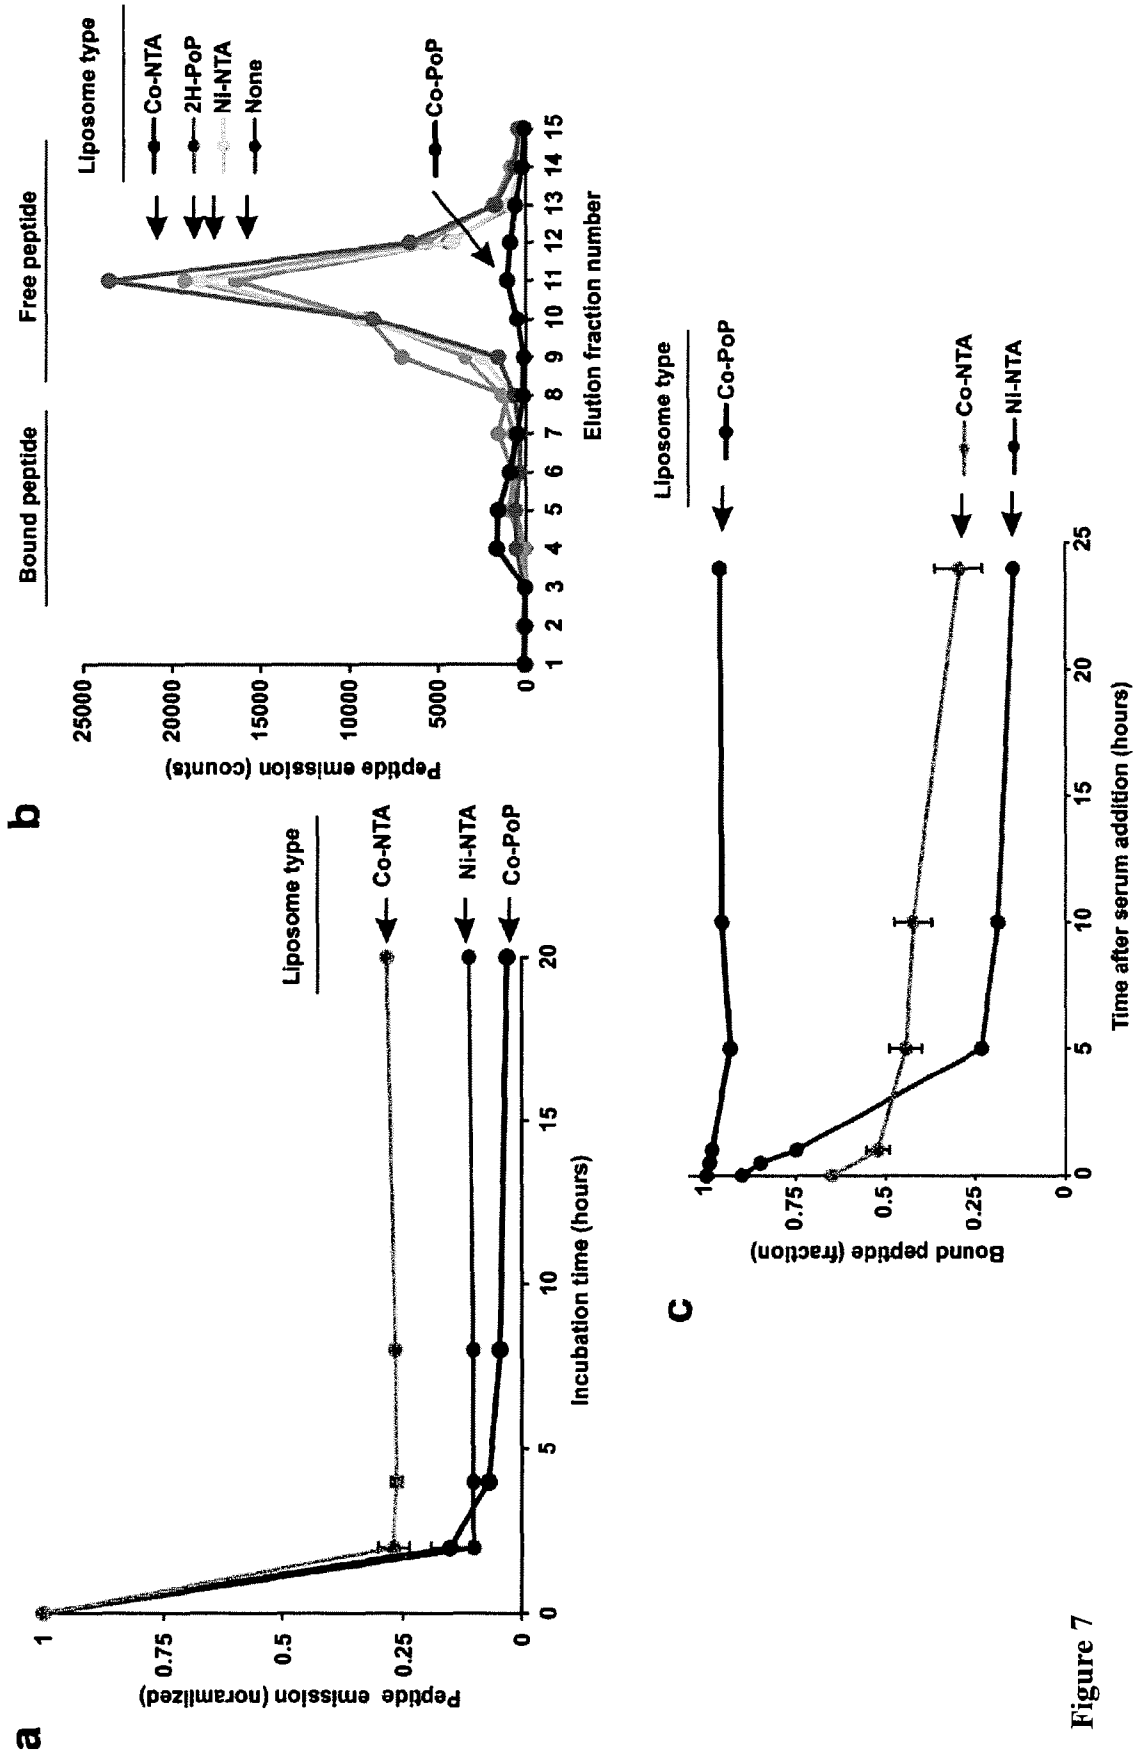 a
Peptide emission (noramlized)
1
0.75
0.5
0.25
0
0
5
10
15
20
Incubation time (hours)
Liposome type
Co-NTA
Ni-NTA
Co-PoP
b
Bound peptide
Free peptide
Peptide emission (counts)
25000
20000
15000
10000
5000
0
1 2 3 4 5 6 7 8 9 10 11 12 13 14 15
Elution fraction number
Liposome type
Co-NTA
2H-PoP
Ni-NTA
None
Co-PoP
c
Bound peptide (fraction)
1
0.75
0.5
0.25
0
0
5
10
15
20
25
Time after serum addition (hours)
Liposome type
Co-PoP
Co-NTA
Ni-NTA
Figure 7